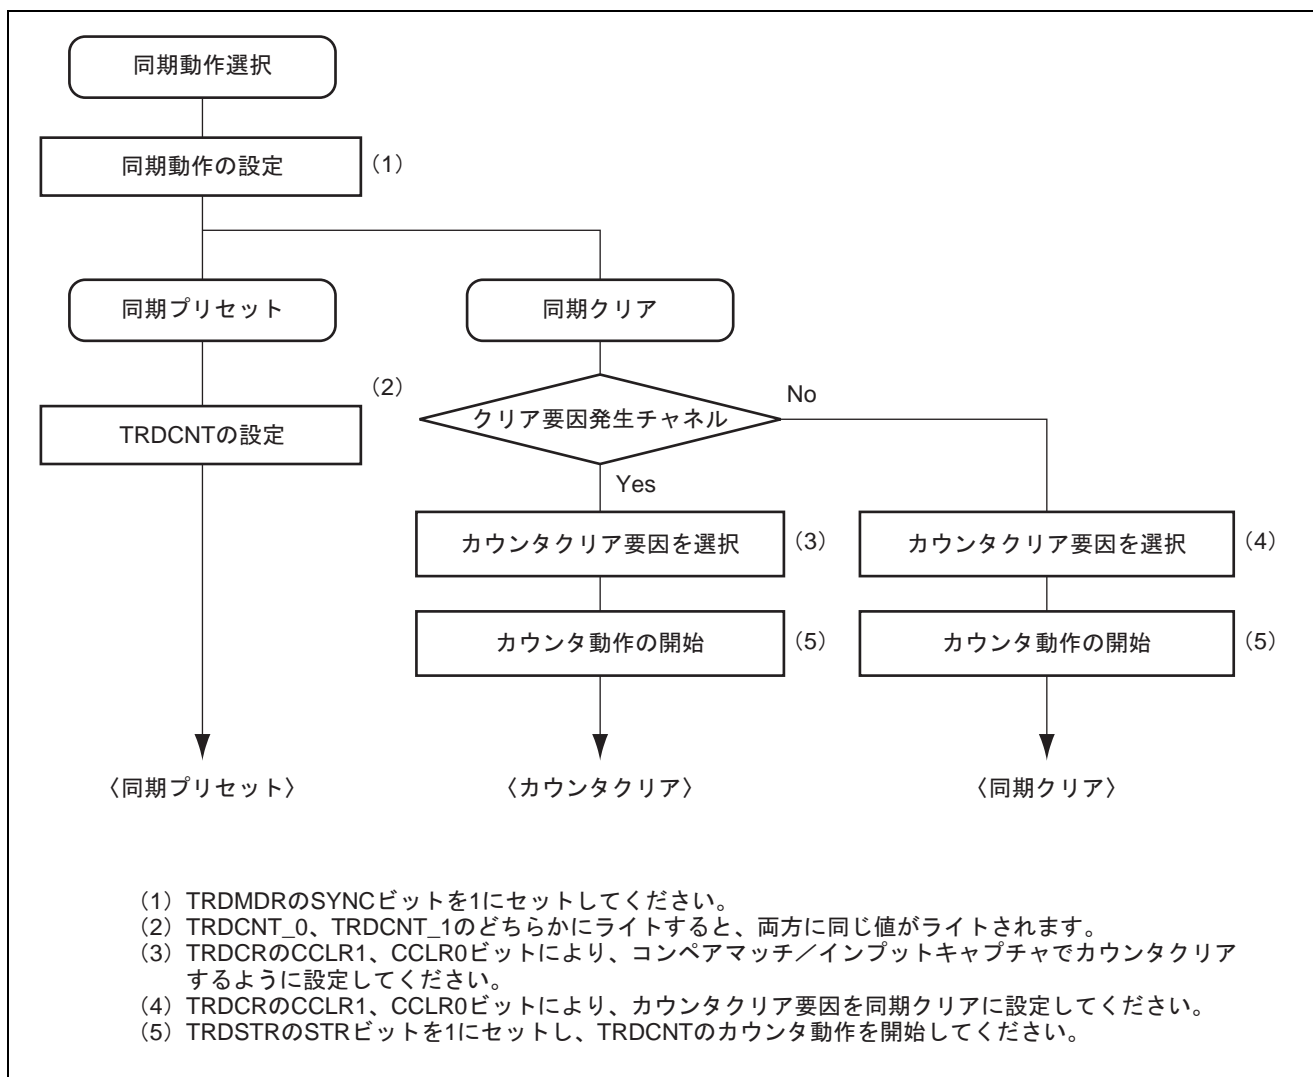 同期動作選択
同期動作の設定
(1)
同期プリセット
同期クリア
(2)
TRDCNTの設定
クリア要因発生チャネル
No
Yes
カウンタクリア要因を選択
(3)
カウンタクリア要因を選択
(4)
カウンタ動作の開始
(5)
カウンタ動作の開始
(5)
〈同期プリセット〉
〈カウンタクリア〉
〈同期クリア〉
(1) TRDMDRのSYNCビットを1にセットしてください。
(2) TRDCNT_0、TRDCNT_1のどちらかにライトすると、両方に同じ値がライトされます。
(3) TRDCRのCCLR1、CCLR0ビットにより、コンペアマッチ／インプットキャプチャでカウンタクリア
するように設定してください。
(4) TRDCRのCCLR1、CCLR0ビットにより、カウンタクリア要因を同期クリアに設定してください。
(5) TRDSTRのSTRビットを1にセットし、TRDCNTのカウンタ動作を開始してください。